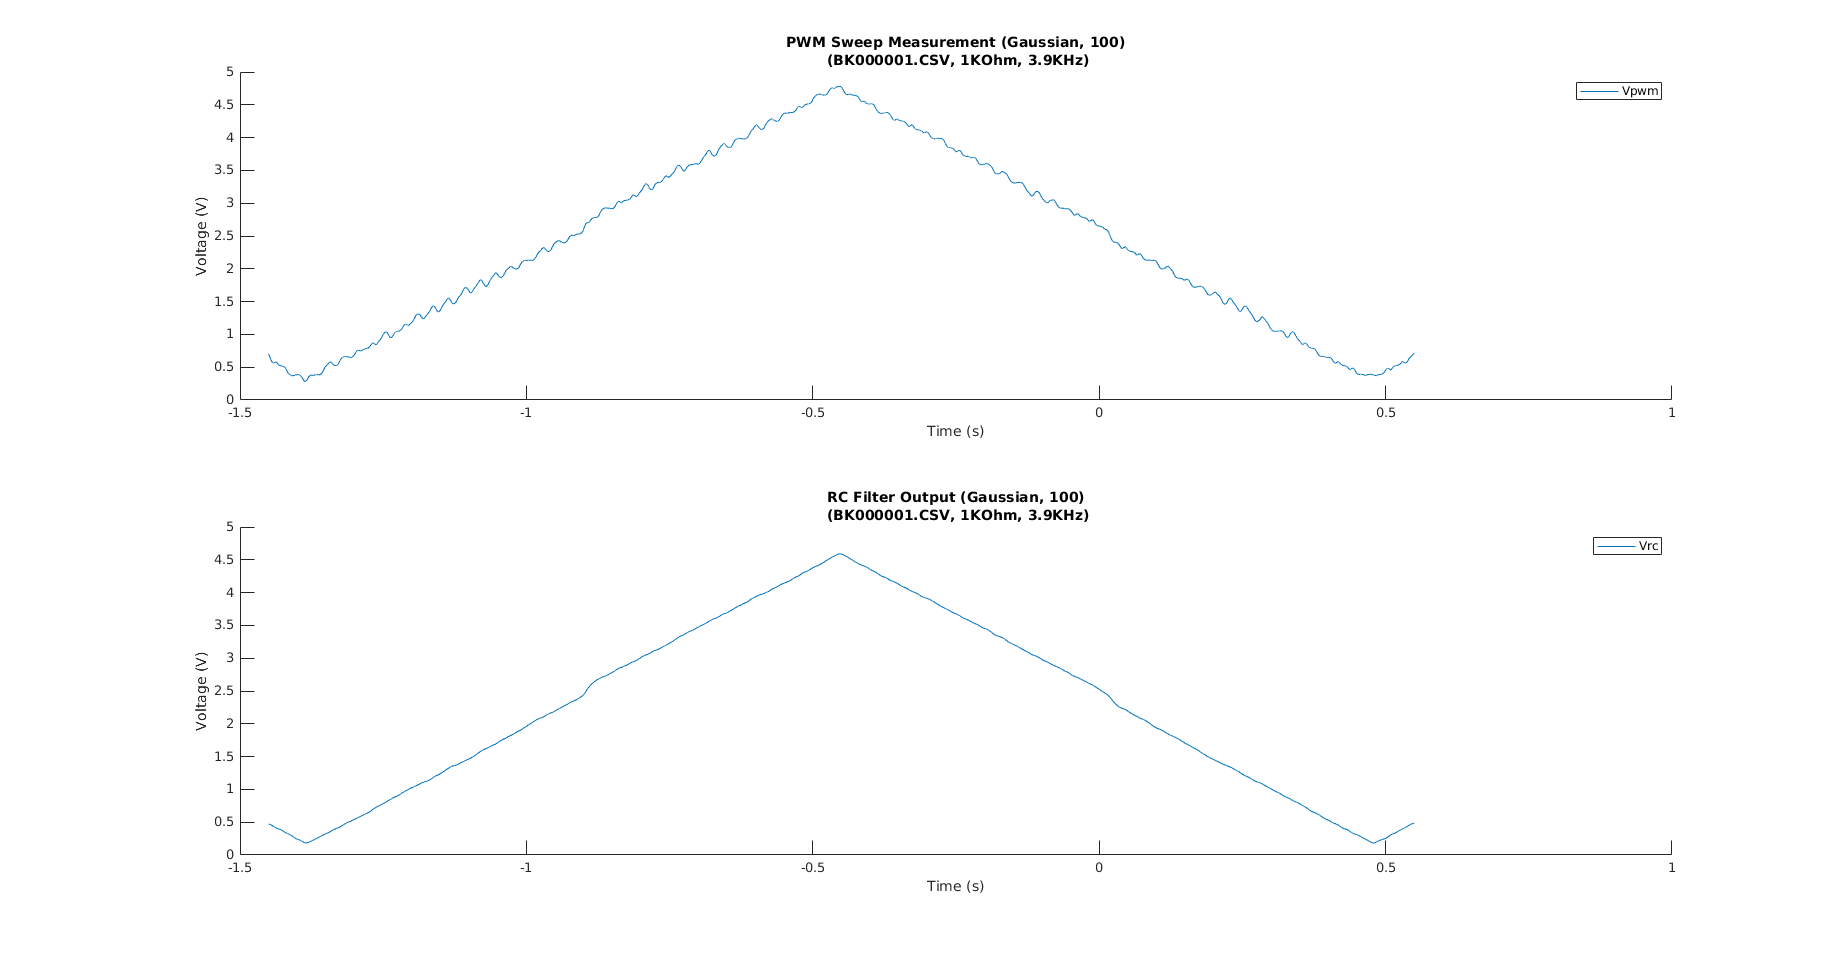 PWM Sweep Measurement (Gaussian, 100)
(BK000001.CSV, 1KOhm, 3.9KHz)
5
4.5
4
3.5
3
2.5
2
1.5
1
0.5
0
Voltage (V)
Vpwm
-1.5 -1 -0.5 0 0.5 1
Time (s)
RC Filter Output (Gaussian, 100)
(BK000001.CSV, 1KOhm, 3.9KHz)
5
4.5
4
3.5
3
2.5
2
1.5
1
0.5
0
Voltage (V)
Vrc
-1.5 -1 -0.5 0 0.5 1
Time (s)